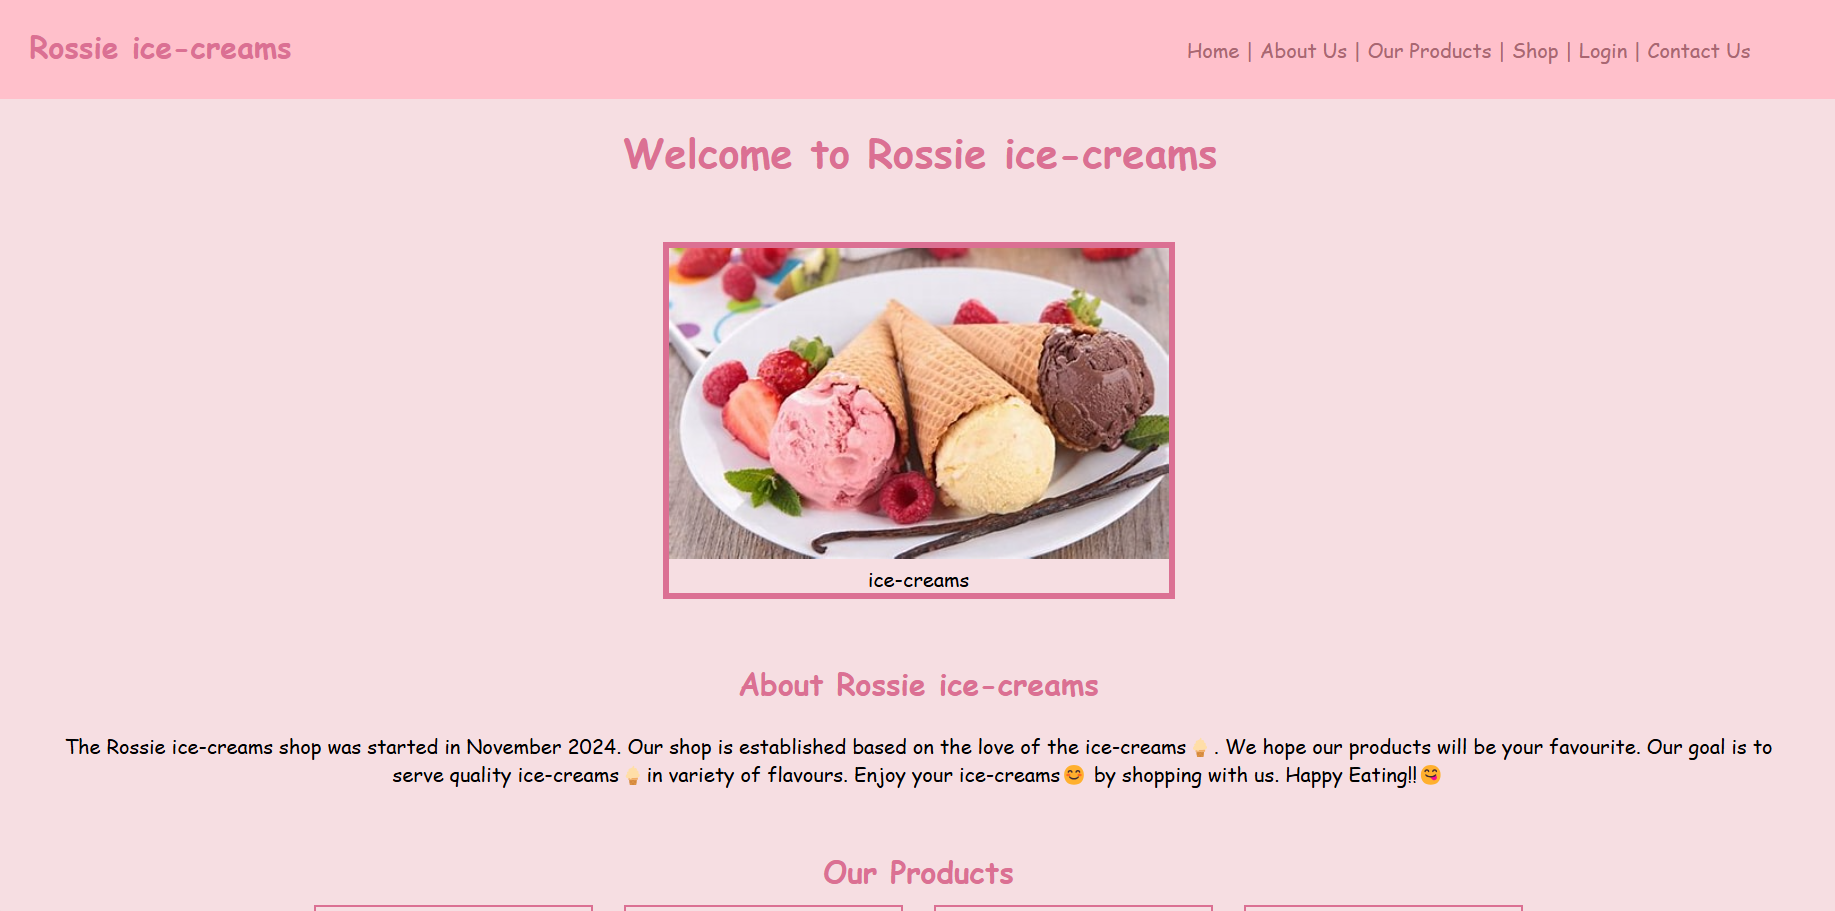 Rossie ice-creams
Home | About Us | Our Products | Shop | Login | Contact Us
Welcome to Rossie ice-creams
ice-creams
About Rossie ice-creams
The Rossie ice-creams shop was started in November 2024. Our shop is established based on the love of the ice-creams🍦. We hope our products will be your favourite. Our goal is to
serve quality ice-creams🍦in variety of flavours. Enjoy your ice-creams😊 by shopping with us. Happy Eating!!😋
Our Products